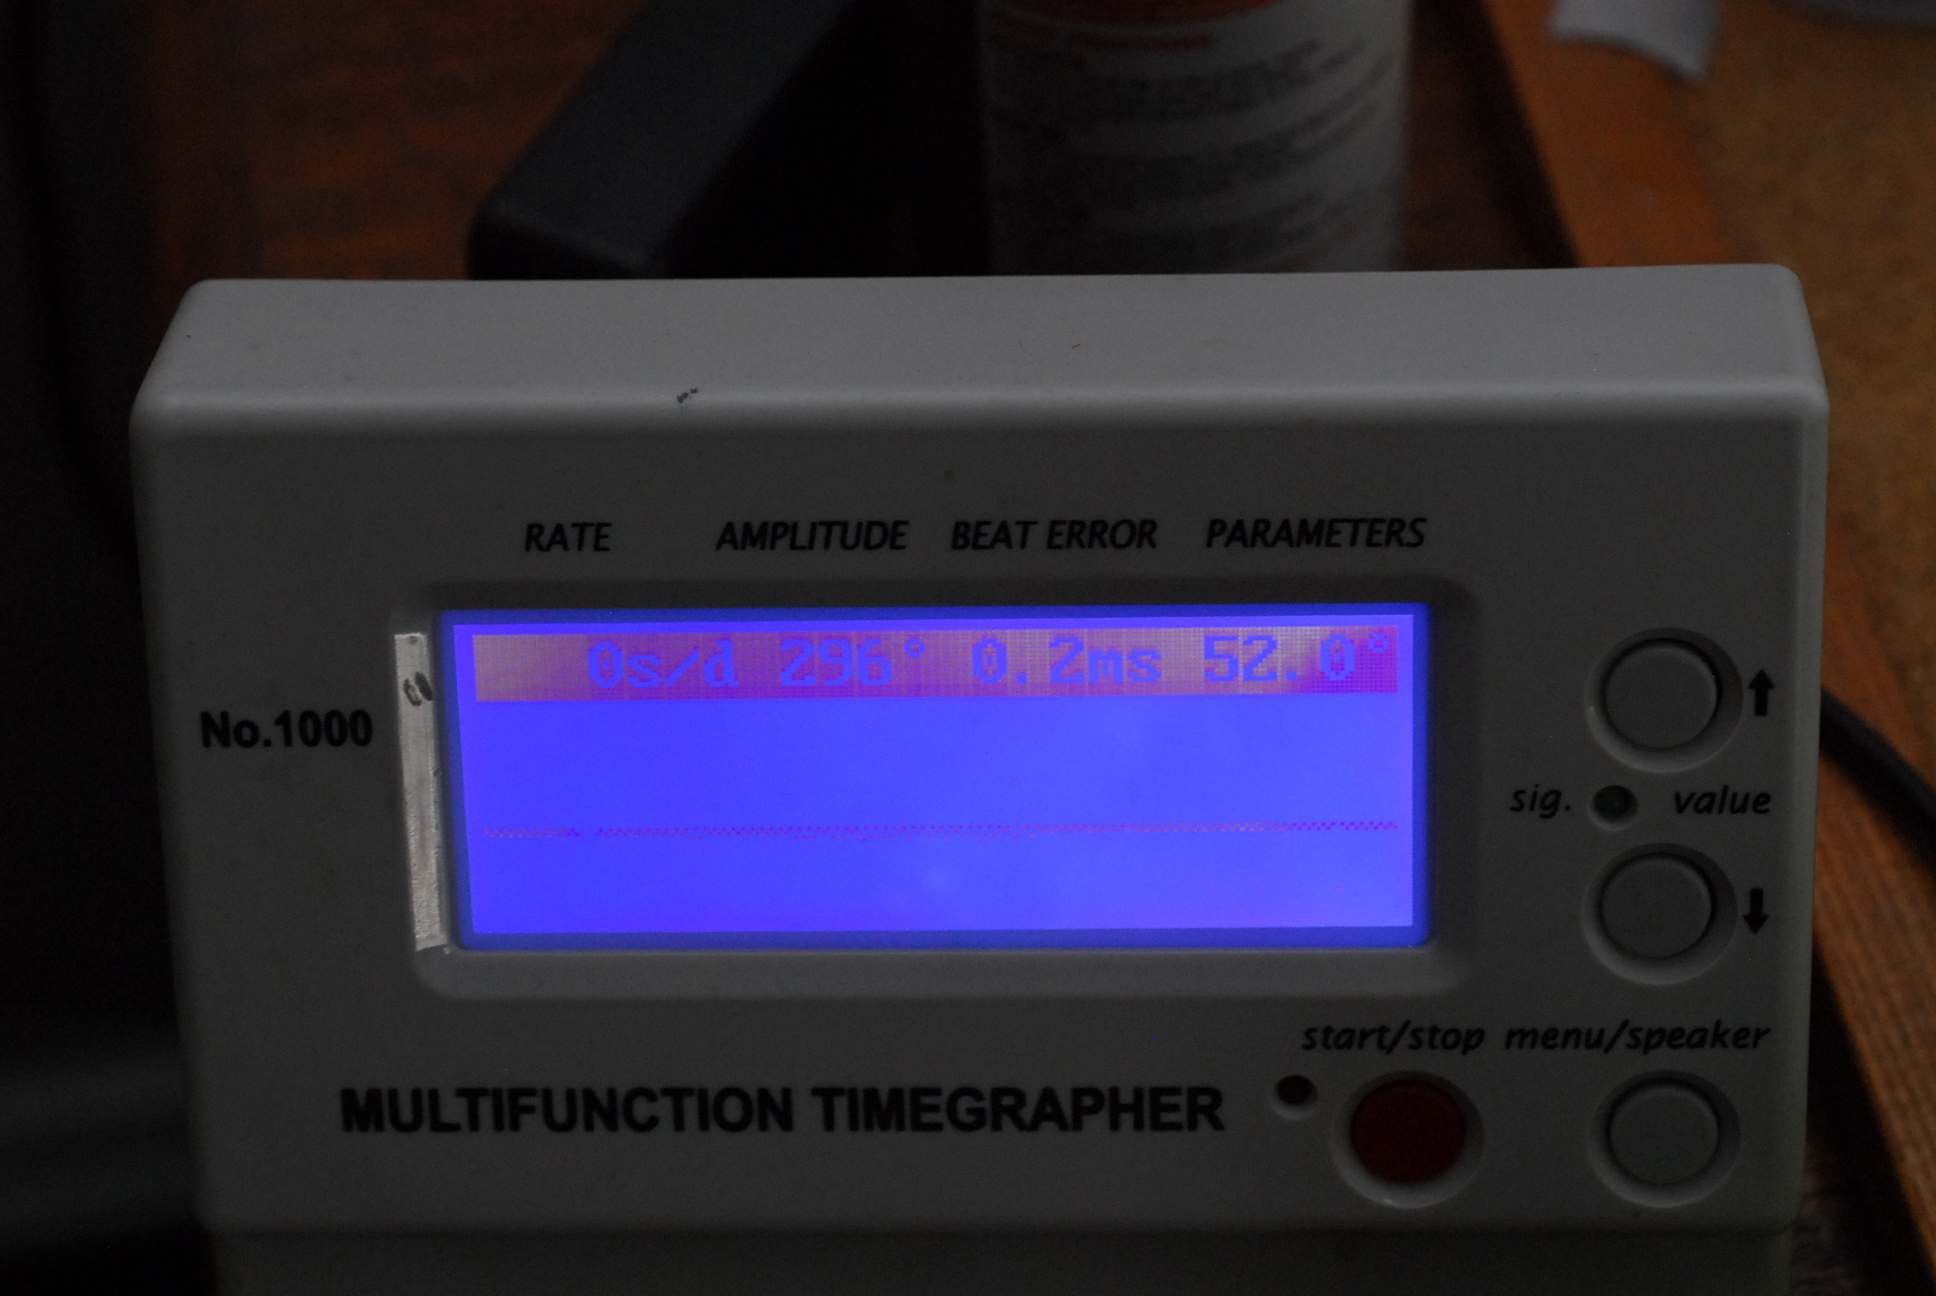 RATE AMPLITUDE BEAT ERROR PARAMETERS
0s/d 296° 0.2ms 52.0°
No.1000
sig. value
start/stop menu/speaker
MULTIFUNCTION TIMEGRAPHER